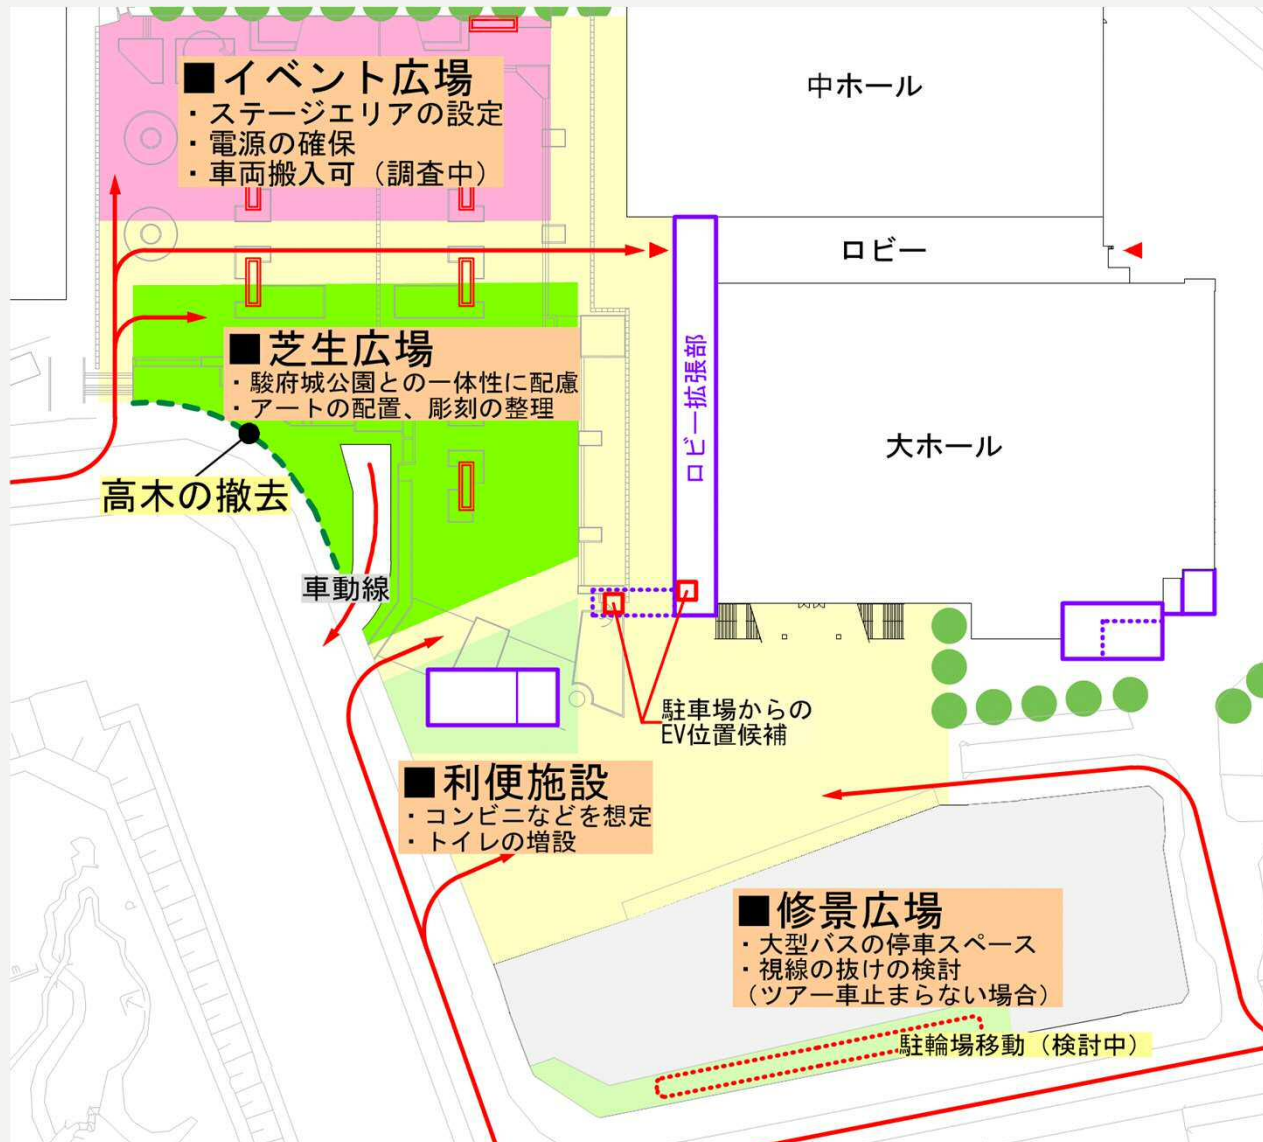 ■イベント広場
・ステージエリアの設定
・電源の確保
・車両搬入可（調査中）
中ホール
ロビー
■芝生広場
・駿府城公園との一体性に配慮
・アートの配置、彫刻の整理
ロビー拡張部
大ホール
高木の撤去
車動線
駐車場からの
EV位置候補
■利便施設
・コンビニなどを想定
・トイレの増設
■修景広場
・大型バスの停車スペース
・視線の抜けの検討
（ツアー車止まらない場合）
駐輪場移動（検討中）